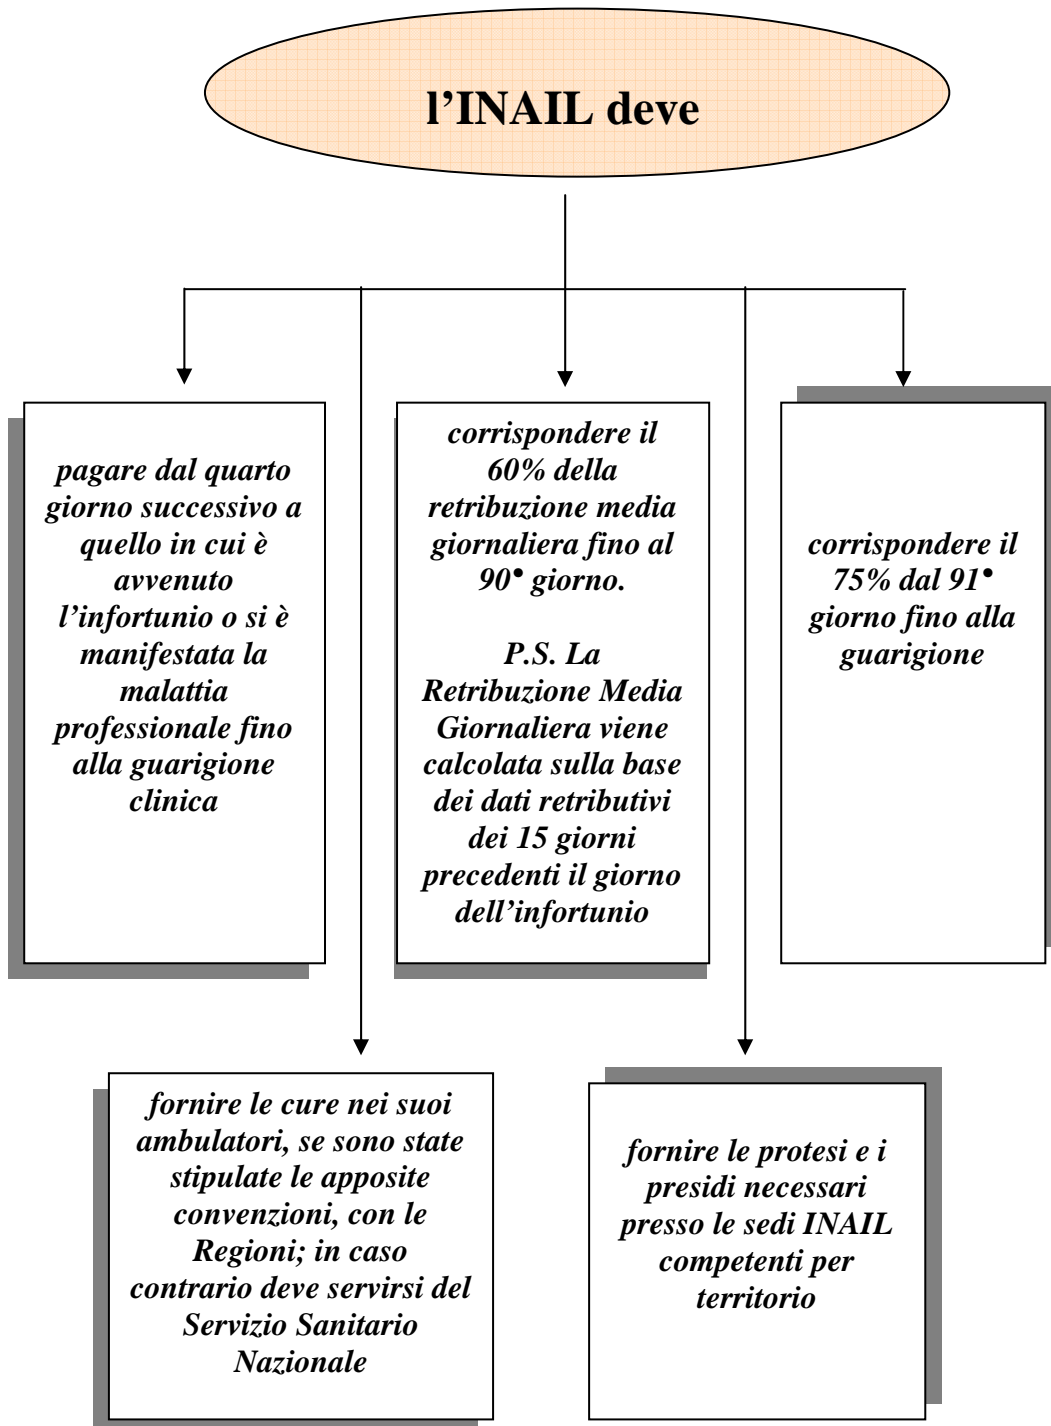 l’INAIL deve
pagare dal quarto
giorno successivo a
quello in cui è
avvenuto
l’infortunio o si è
manifestata la
malattia
professionale fino
alla guarigione
clinica
corrispondere il
60% della
retribuzione media
giornaliera fino al
90• giorno.
P.S. La
Retribuzione Media
Giornaliera viene
calcolata sulla base
dei dati retributivi
dei 15 giorni
precedenti il giorno
dell’infortunio
corrispondere il
75% dal 91•
giorno fino alla
guarigione
fornire le cure nei suoi
ambulatori, se sono state
stipulate le apposite
convenzioni, con le
Regioni; in caso
contrario deve servirsi del
Servizio Sanitario
Nazionale
fornire le protesi e i
presidi necessari
presso le sedi INAIL
competenti per
territorio